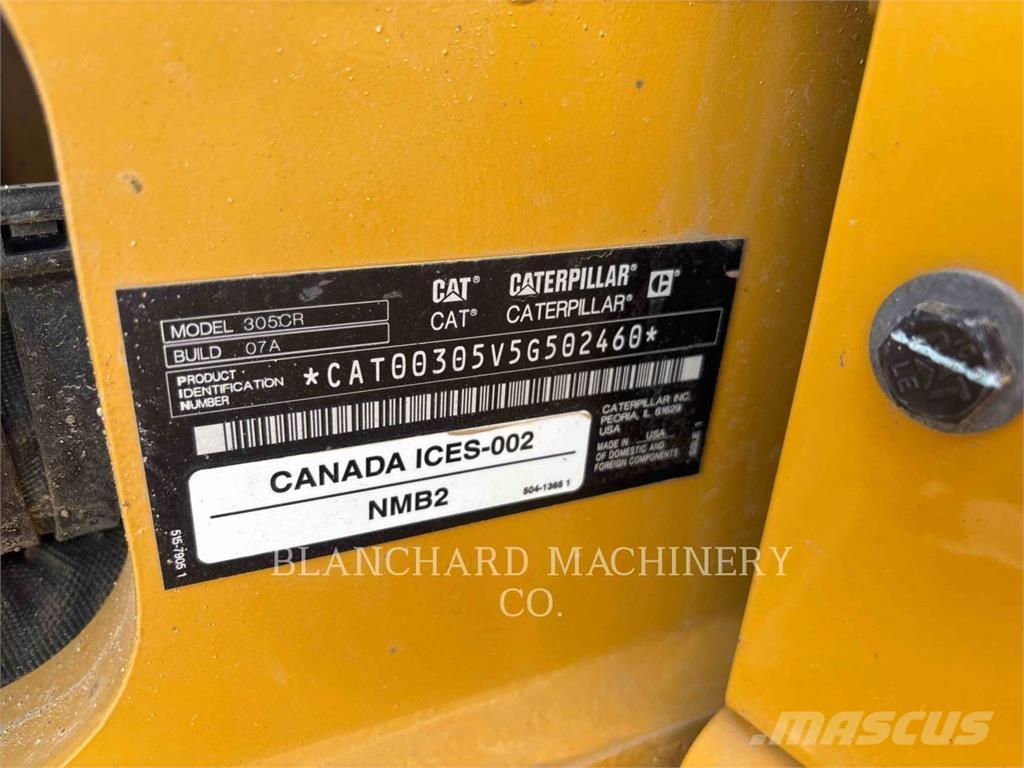 CAT® CATERPILLAR®
CAT® CATERPILLAR®
MODEL 305CR
BUILD 07A
PRODUCT
IDENTIFICATION
NUMBER
*CAT00305V5G502460*
CATERPILLAR INC.
PEORIA, IL 61629
USA
MADE IN USA
OF DOMESTIC AND
FOREIGN COMPONENTS
CANADA ICES-002
NMB2
504-1365 1
515-7905 1
BLANCHARD MACHINERY
CO.
MASCUS